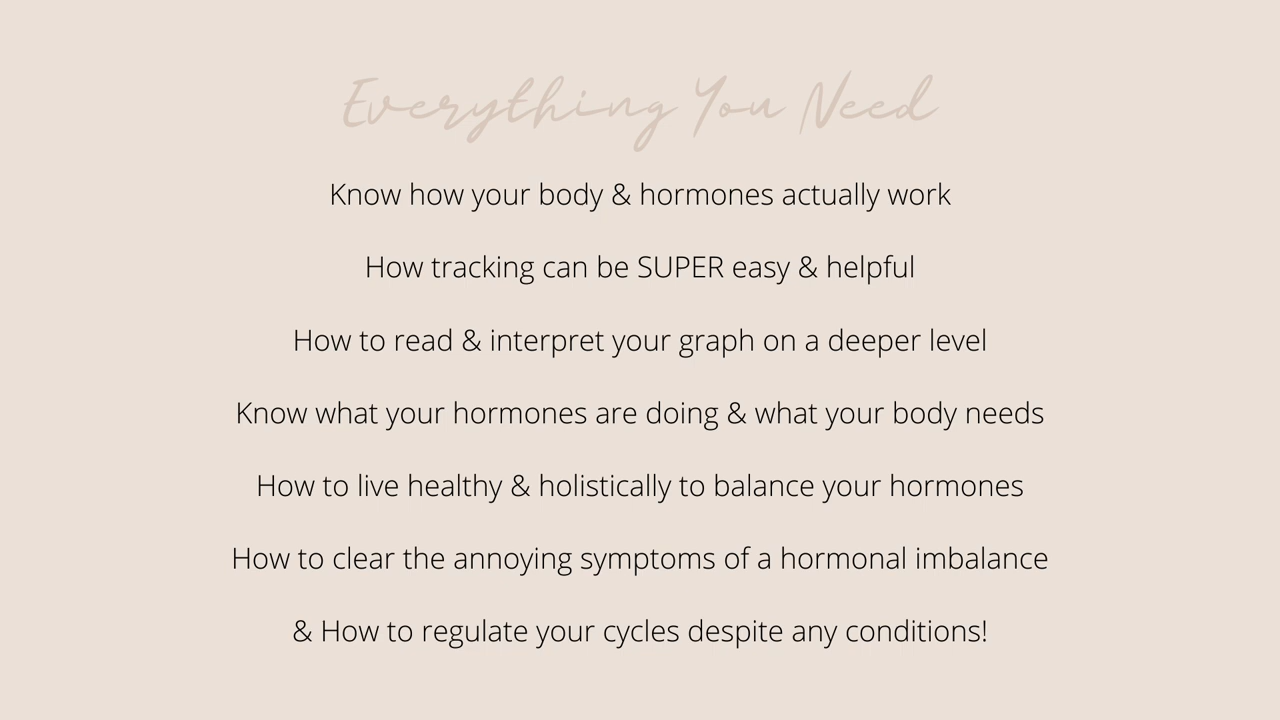 Everything You Need
Know how your body & hormones actually work
How tracking can be SUPER easy & helpful
How to read & interpret your graph on a deeper level
Know what your hormones are doing & what your body needs
How to live healthy & holistically to balance your hormones
How to clear the annoying symptoms of a hormonal imbalance
& How to regulate your cycles despite any conditions!